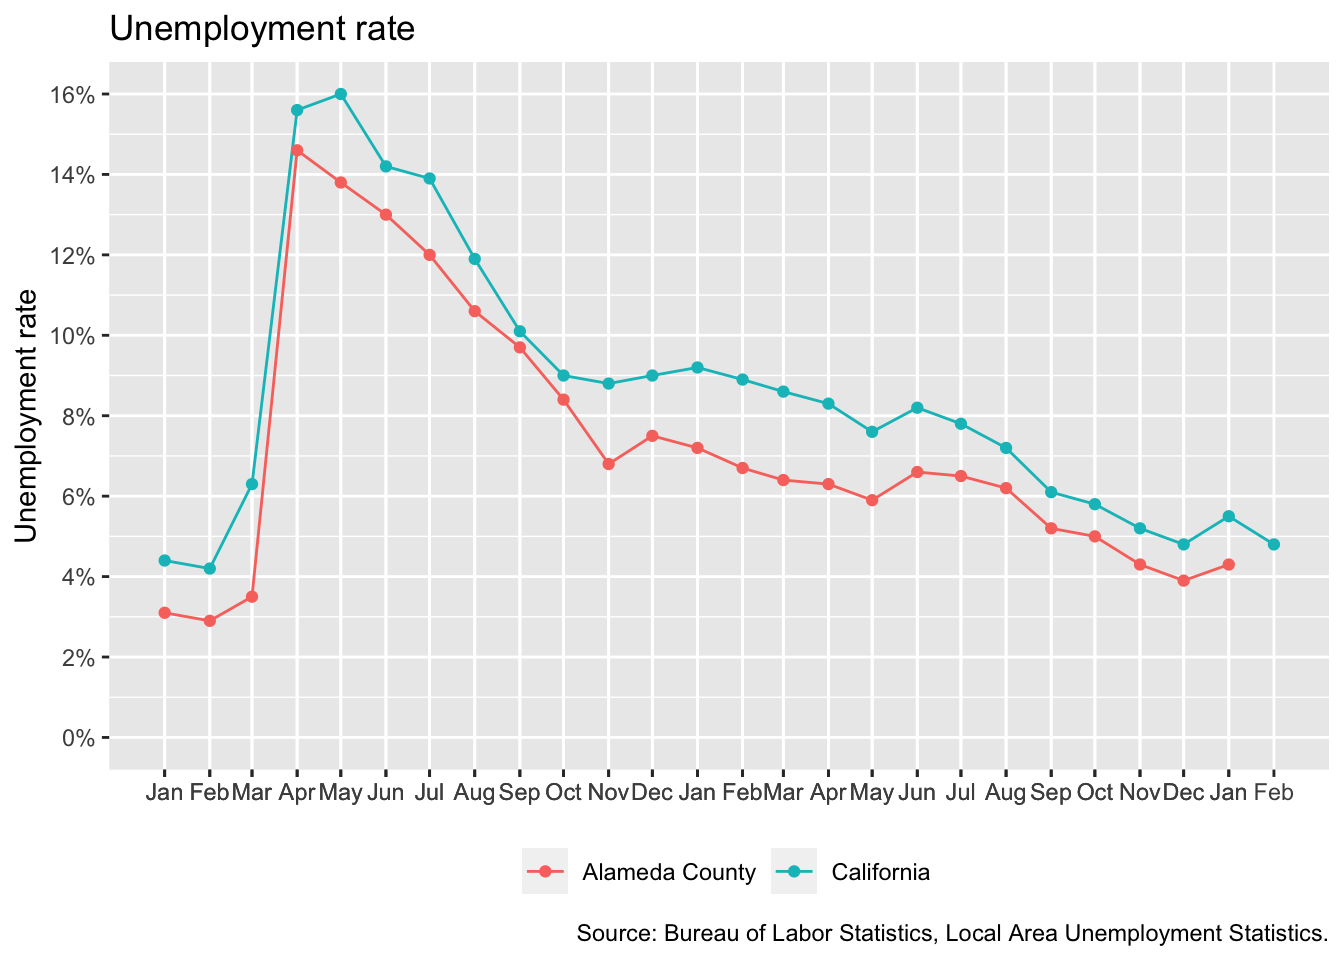 Unemployment rate
Unemployment rate
16%
14%
12%
10%
8%
6%
4%
2%
0%
Jan Feb Mar Apr May Jun Jul Aug Sep Oct Nov Dec Jan Feb Mar Apr May Jun Jul Aug Sep Oct Nov Dec Jan Feb
Alameda County California
Source: Bureau of Labor Statistics, Local Area Unemployment Statistics.